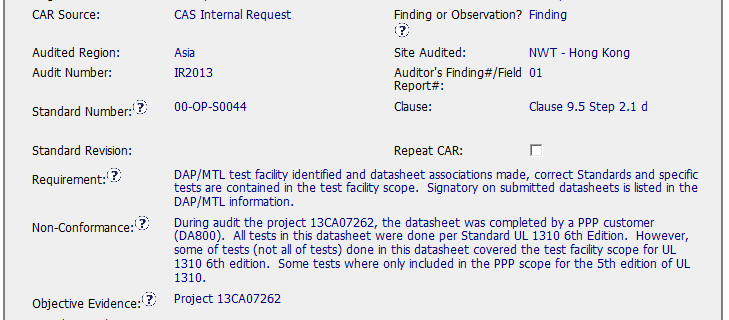 CAR Source: CAS Internal Request Finding or Observation? Finding
?
Audited Region: Asia Site Audited: NWT - Hong Kong
Audit Number: IR2013 Auditor's Finding#/Field 01
Report#:
Standard Number: ? 00-OP-S0044 Clause: Clause 9.5 Step 2.1 d
Standard Revision: Repeat CAR:
Requirement: ? DAP/MTL test facility identified and datasheet associations made, correct Standards and specific
tests are contained in the test facility scope. Signatory on submitted datasheets is listed in the
DAP/MTL information.
Non-Conformance: ? During audit the project 13CA07262, the datasheet was completed by a PPP customer
(DA800). All tests in this datasheet were done per Standard UL 1310 6th Edition. However,
some of tests (not all of tests) done in this datasheet covered the test facility scope for UL
1310 6th edition. Some tests where only included in the PPP scope for the 5th edition of UL
1310.
Objective Evidence: ? Project 13CA07262